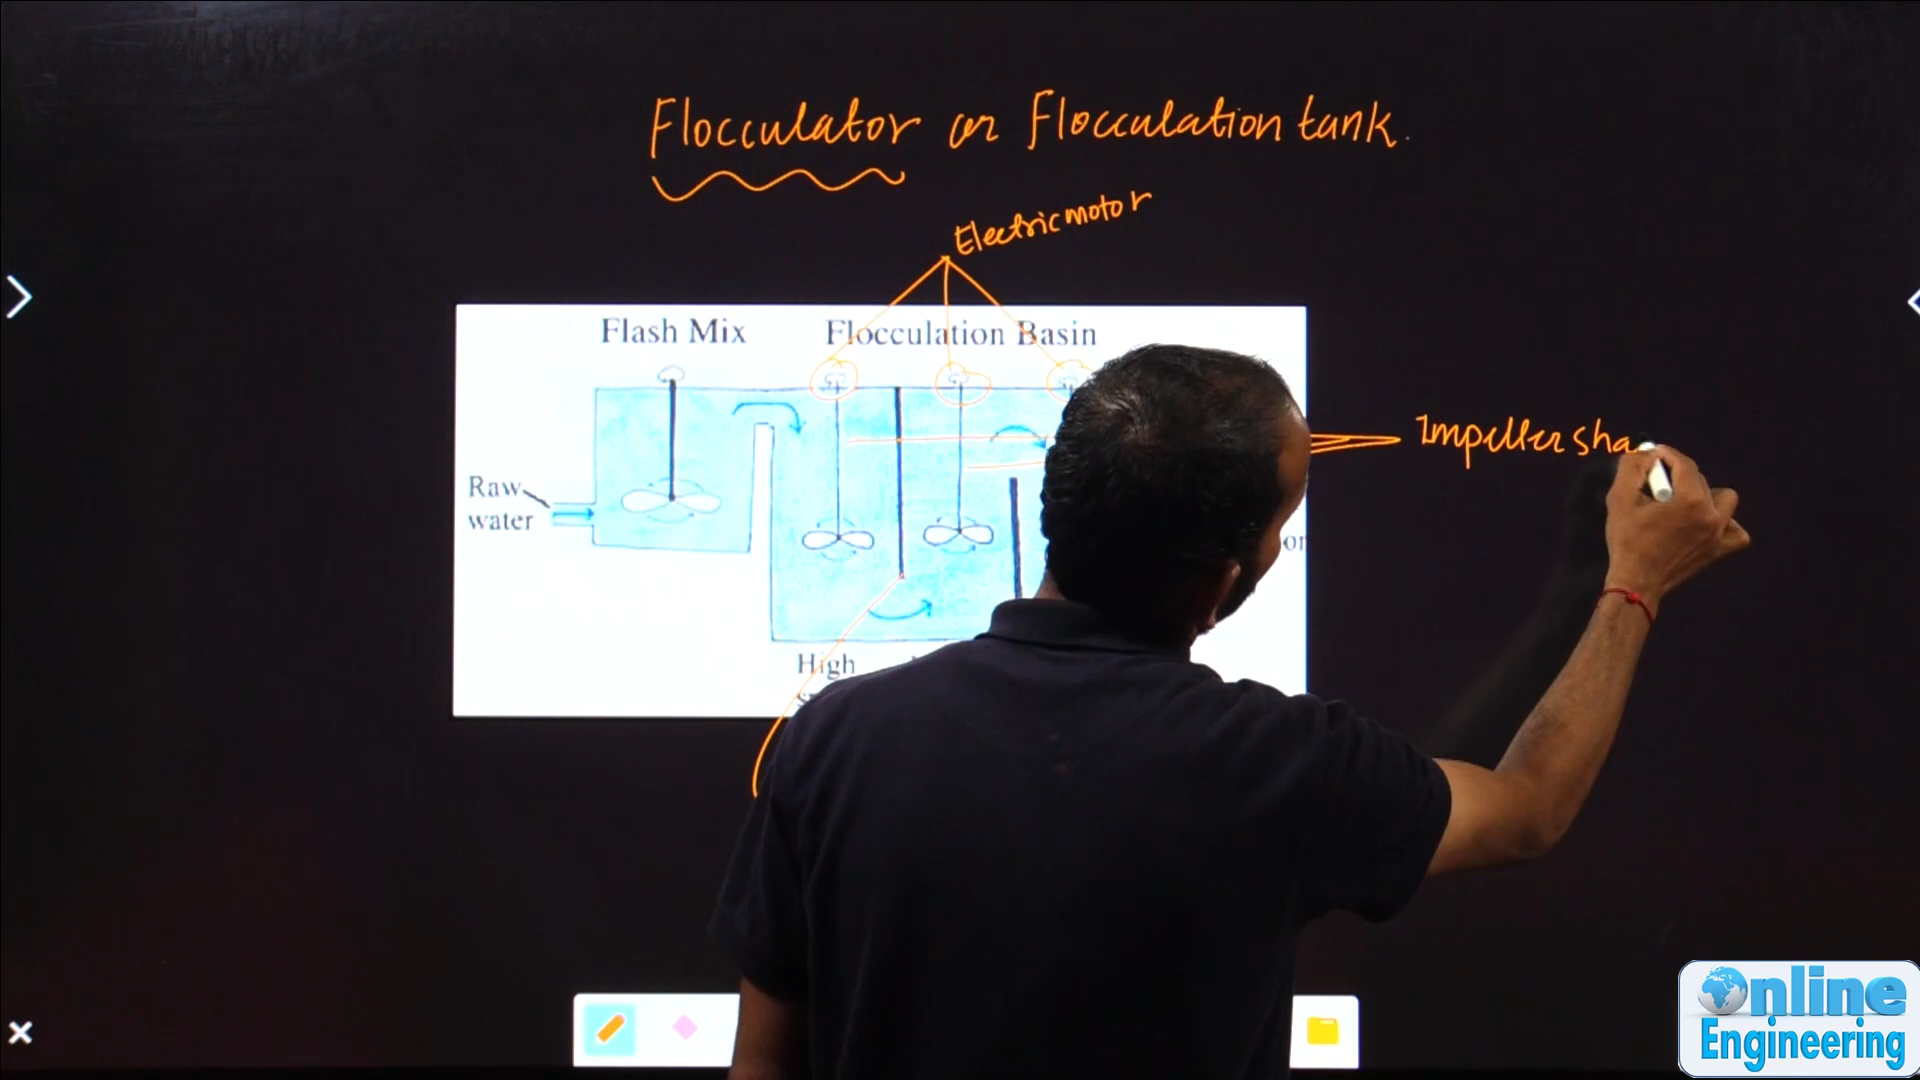 Flocculator or Flocculation tank.
Electric motor
Flash Mix
Flocculation Basin
Impeller sha
Raw
water
High
Online
Engineering